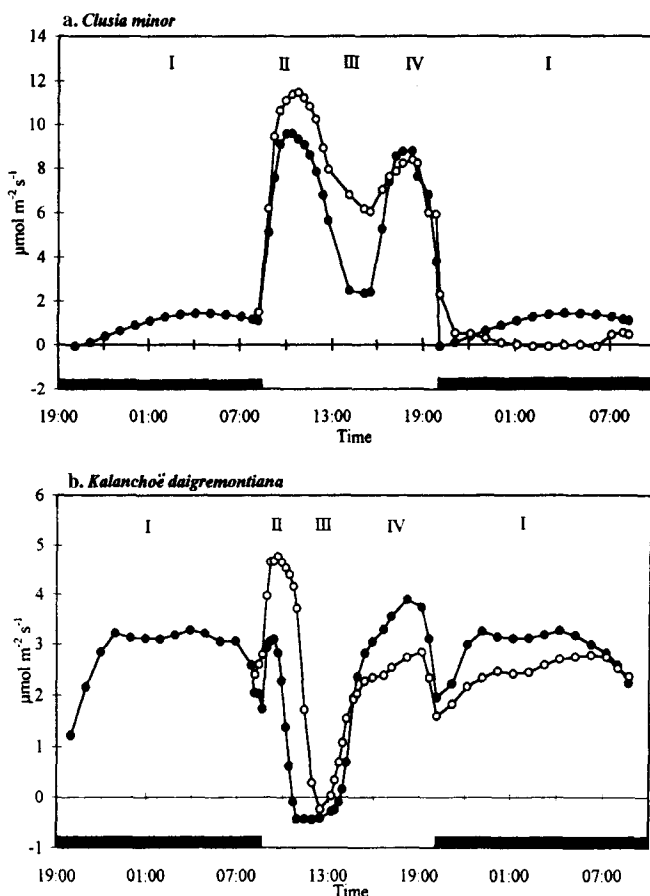 a. Clusia minor
14
12
10
8
6
4
2
0
-2
μmol m⁻² s⁻¹
I II III IV I
19:00 01:00 07:00 13:00 19:00 01:00 07:00
Time
b. Kalanchoë daigremontiana
6
5
4
3
2
1
0
-1
μmol m⁻² s⁻¹
I II III IV I
19:00 01:00 07:00 13:00 19:00 01:00 07:00
Time